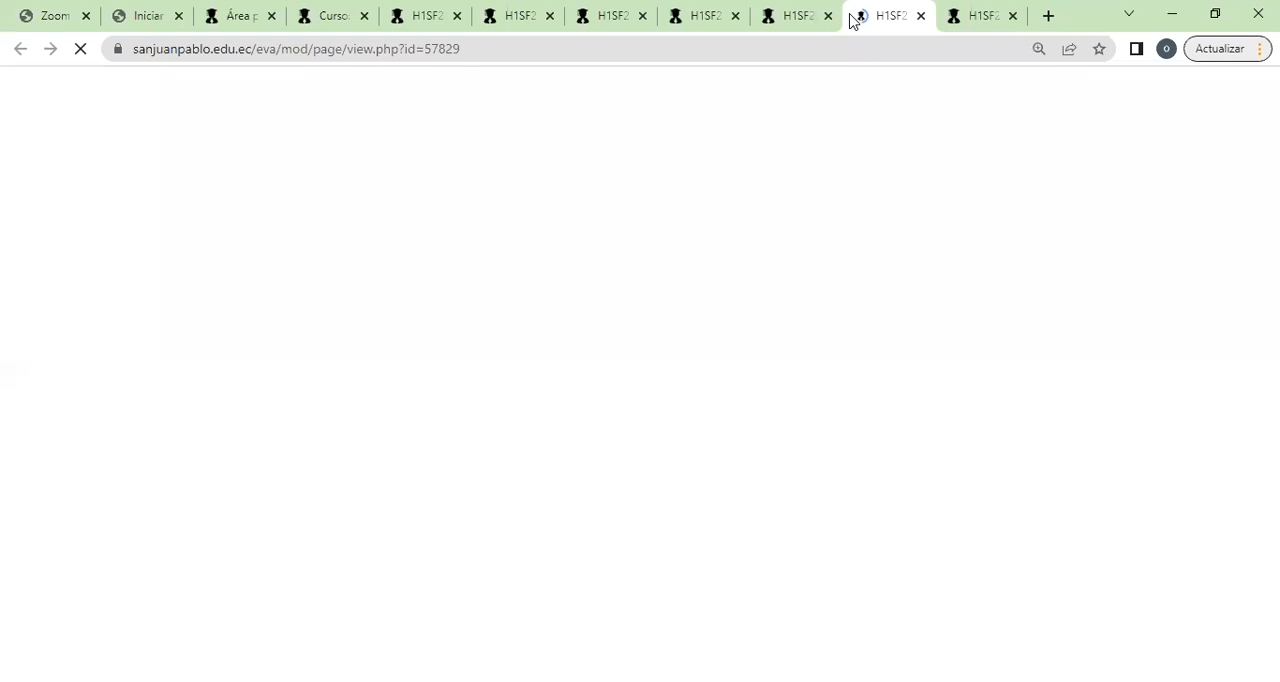 Zoom
Iniciar
Área p
Curso:
H1SF2
H1SF2
H1SF2
H1SF2
H1SF2
H1SF2
H1SF2
sanjuanpablo.edu.ec/eva/mod/page/view.php?id=57829
o
Actualizar